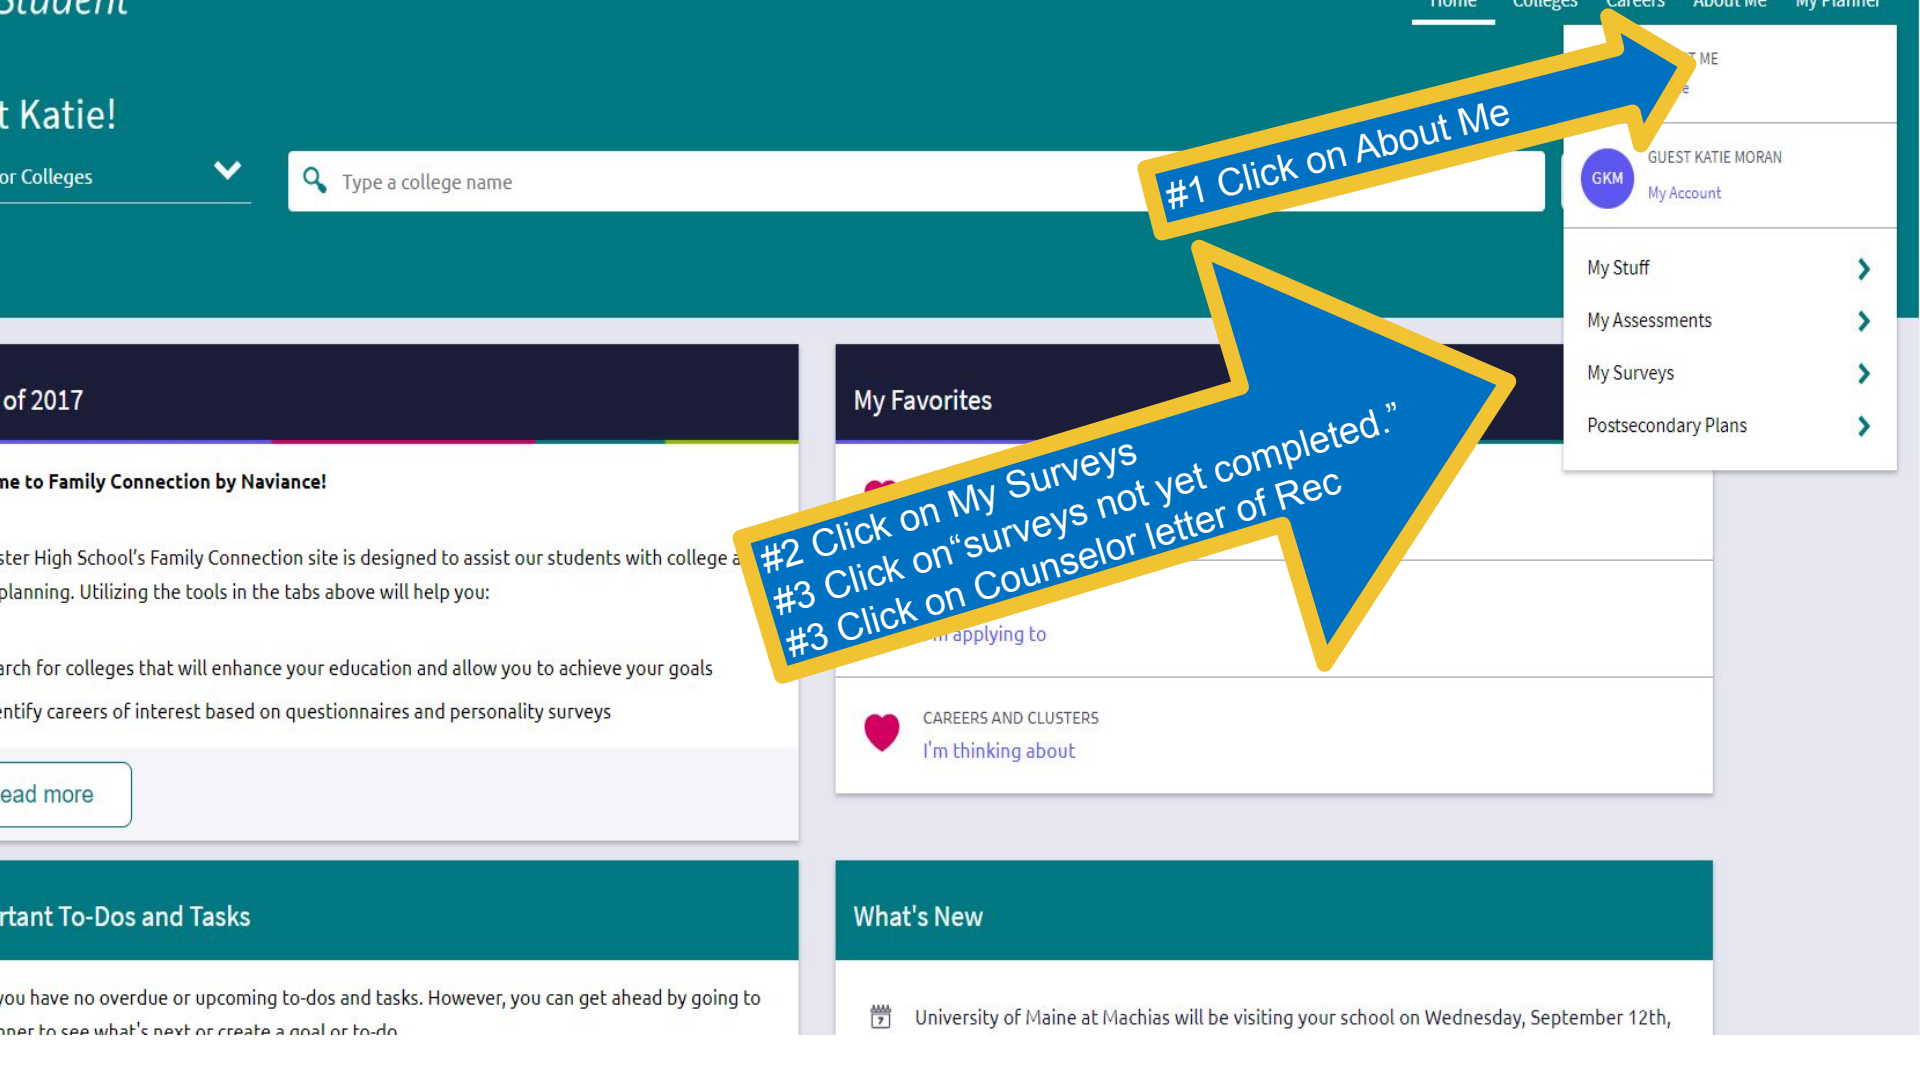 Student
Home Colleges Careers About Me My Planner
T ME
e
t Katie!
or Colleges
Type a college name
#1 Click on About Me
GUEST KATIE MORAN
GKM
My Account
My Stuff
My Assessments
My Surveys
Postsecondary Plans
of 2017
me to Family Connection by Naviance!
ster High School's Family Connection site is designed to assist our students with college a
planning. Utilizing the tools in the tabs above will help you:
arch for colleges that will enhance your education and allow you to achieve your goals
entify careers of interest based on questionnaires and personality surveys
ead more
My Favorites
#2 Click on My Surveys
#3 Click on“surveys not yet completed.”
#3 Click on Counselor letter of Rec
I'm applying to
CAREERS AND CLUSTERS
I'm thinking about
rtant To-Dos and Tasks
you have no overdue or upcoming to-dos and tasks. However, you can get ahead by going to
nner to see what's next or create a goal or to-do
What's New
7
University of Maine at Machias will be visiting your school on Wednesday, September 12th,